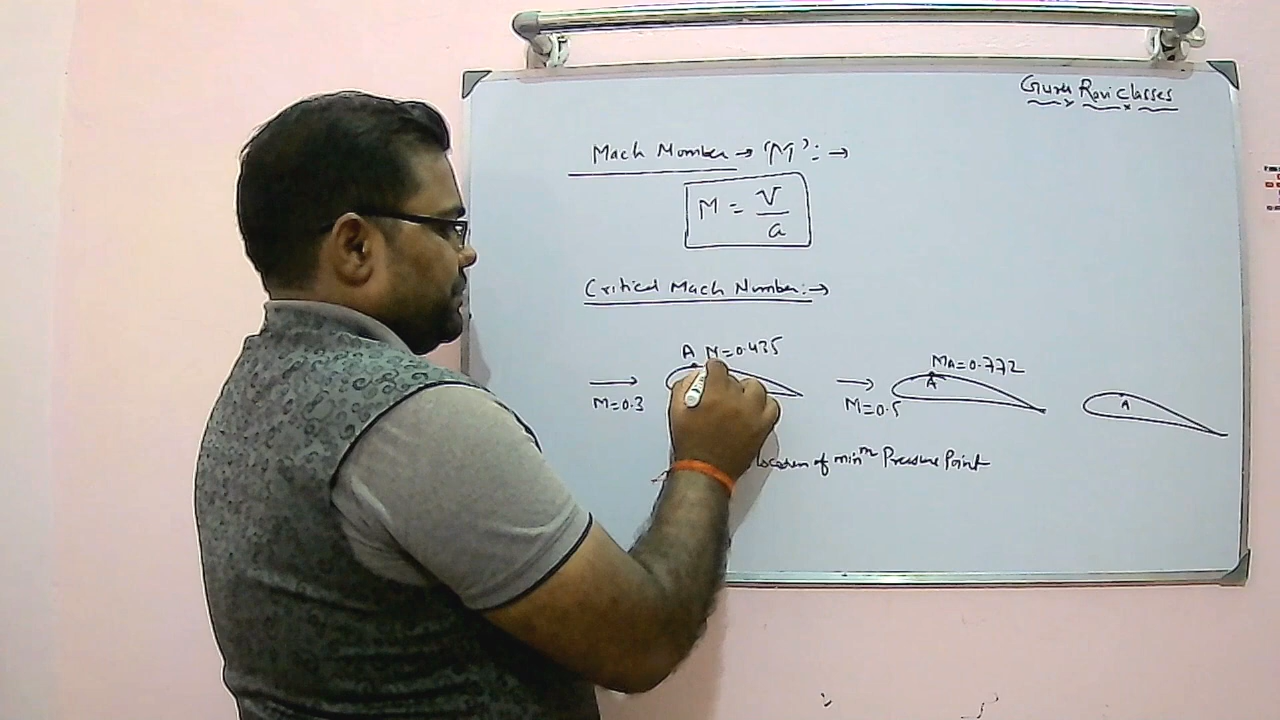 Guru Ravi Classes
Mach Number → 'M' : →
M = V / a
Critical Mach Number: →
A M=0.435
M=0.3
MA=0.772
A
M=0.5
A
location of minm Pressure Point